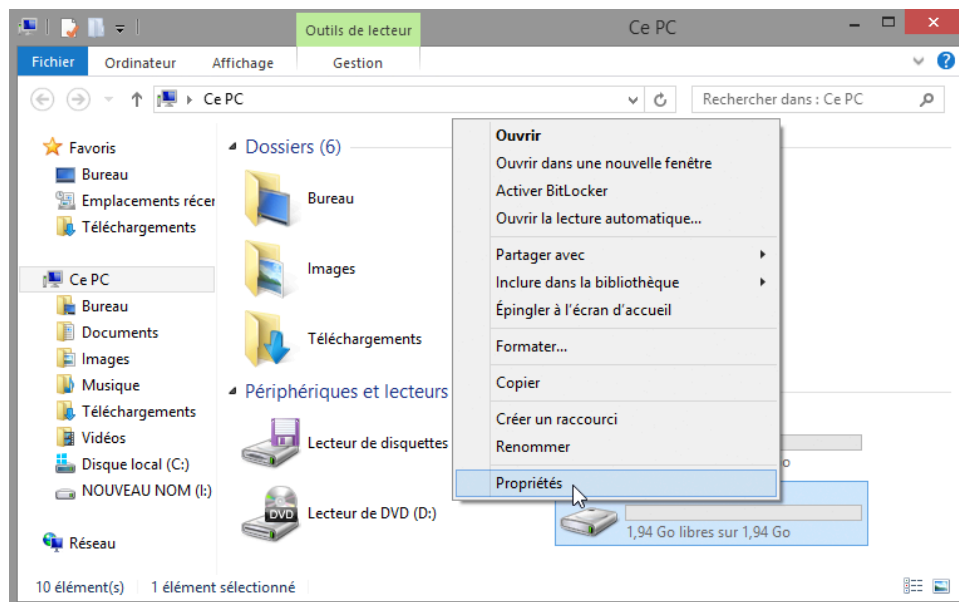 Outils de lecteur
Ce PC
Fichier
Ordinateur
Affichage
Gestion
Ce PC
Rechercher dans : Ce PC
Favoris
Bureau
Emplacements récer
Téléchargements
Ce PC
Bureau
Documents
Images
Musique
Téléchargements
Vidéos
Disque local (C:)
NOUVEAU NOM (I:)
Réseau
Dossiers (6)
Bureau
Images
Téléchargements
Périphériques et lecteurs
Lecteur de disquettes
DVD
Lecteur de DVD (D:)
Ouvrir
Ouvrir dans une nouvelle fenêtre
Activer BitLocker
Ouvrir la lecture automatique...
Partager avec
Inclure dans la bibliothèque
Épingler à l'écran d'accueil
Formater...
Copier
Créer un raccourci
Renommer
Propriétés
1,94 Go libres sur 1,94 Go
10 élément(s)
1 élément sélectionné